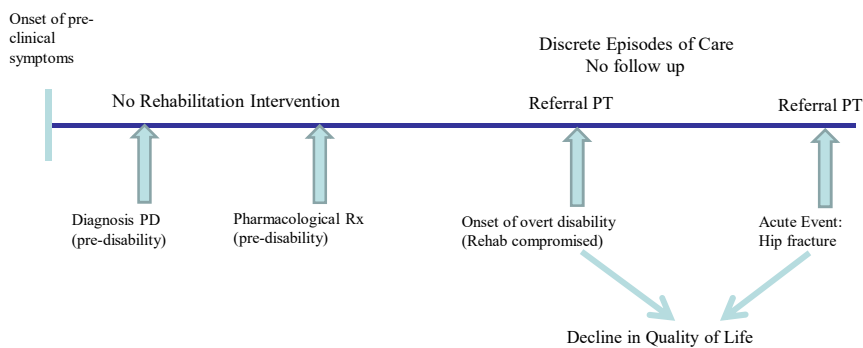 Onset of pre-
clinical
symptoms
Discrete Episodes of Care
No follow up
No Rehabilitation Intervention
Referral PT
Referral PT
Diagnosis PD
(pre-disability)
Pharmacological Rx
(pre-disability)
Onset of overt disability
(Rehab compromised)
Acute Event:
Hip fracture
Decline in Quality of Life